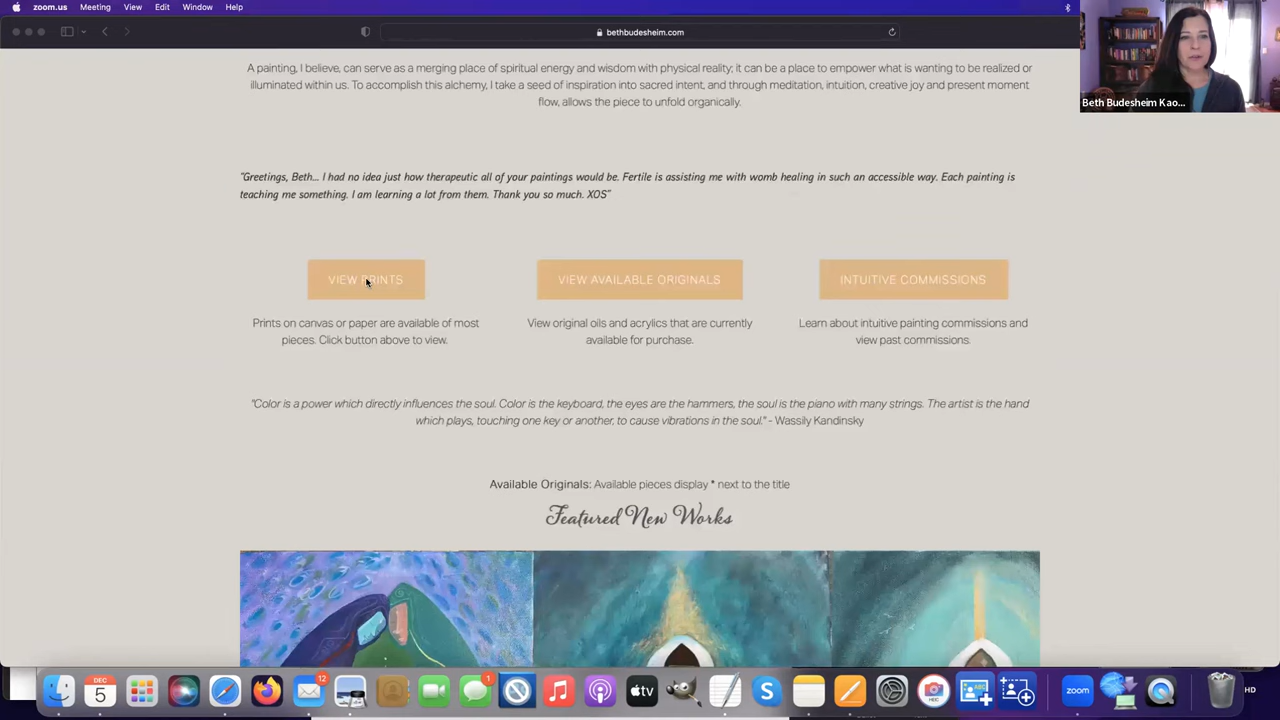 zoom.us Meeting View Edit Window Help
bethbudesheim.com
Beth Budesheim Kao...
A painting, I believe, can serve as a merging place of spiritual energy and wisdom with physical reality; it can be a place to empower what is wanting to be realized or
illuminated within us. To accomplish this alchemy, I take a seed of inspiration into sacred intent, and through meditation, intuition, creative joy and present moment
flow, allows the piece to unfold organically.
"Greetings, Beth... I had no idea just how therapeutic all of your paintings would be. Fertile is assisting me with womb healing in such an accessible way. Each painting is
teaching me something. I am learning a lot from them. Thank you so much. XOS"
VIEW PRINTS VIEW AVAILABLE ORIGINALS INTUITIVE COMMISSIONS
Prints on canvas or paper are available of most
pieces. Click button above to view.
View original oils and acrylics that are currently
available for purchase.
Learn about intuitive painting commissions and
view past commissions.
"Color is a power which directly influences the soul. Color is the keyboard, the eyes are the hammers, the soul is the piano with many strings. The artist is the hand
which plays, touching one key or another, to cause vibrations in the soul." - Wassily Kandinsky
Available Originals: Available pieces display * next to the title
Featured New Works
DEC
5
12
1
tv
zoom
HD